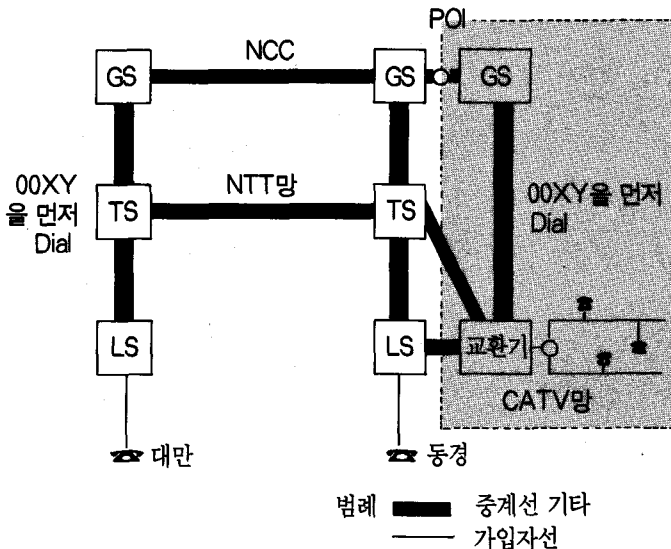 POI
NCC
GS
GS
GS
00XY
을 먼저
Dial
NTT망
TS
TS
00XY을 먼저
Dial
LS
LS
교환기
CATV망
대만
동경
범례
중계선 기타
가입자선